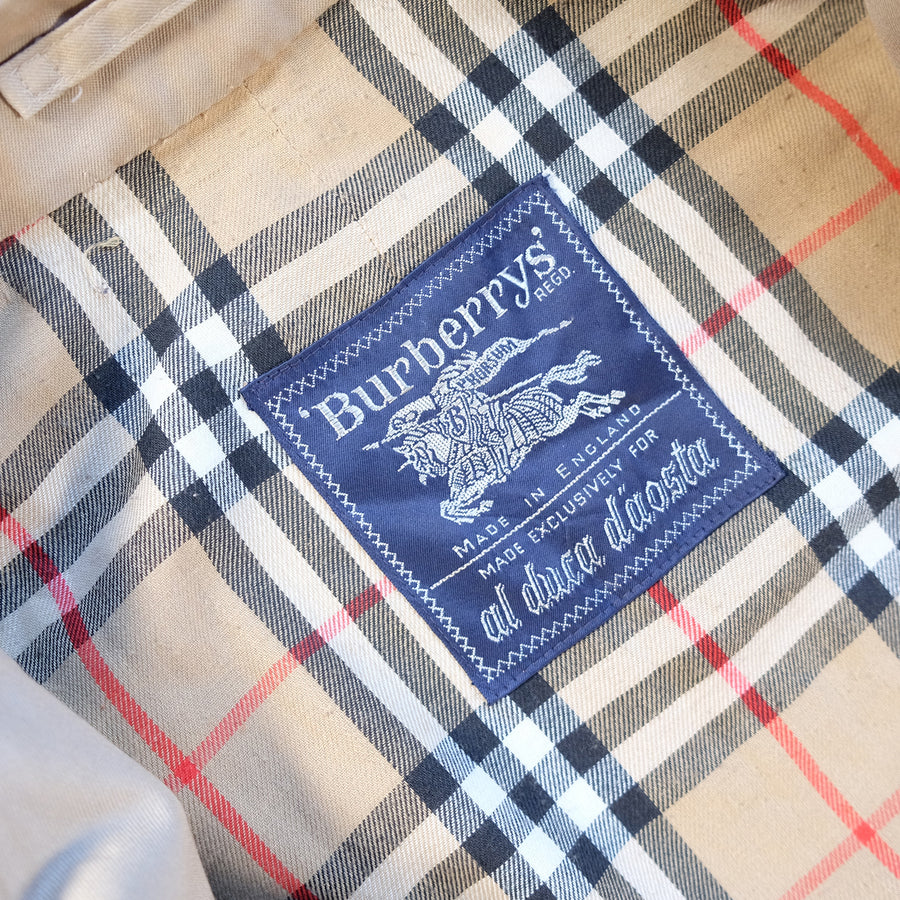 'Burberrys'
REGD.
PRORSUM
MADE IN ENGLAND
MADE EXCLUSIVELY FOR
al duca d'aosta